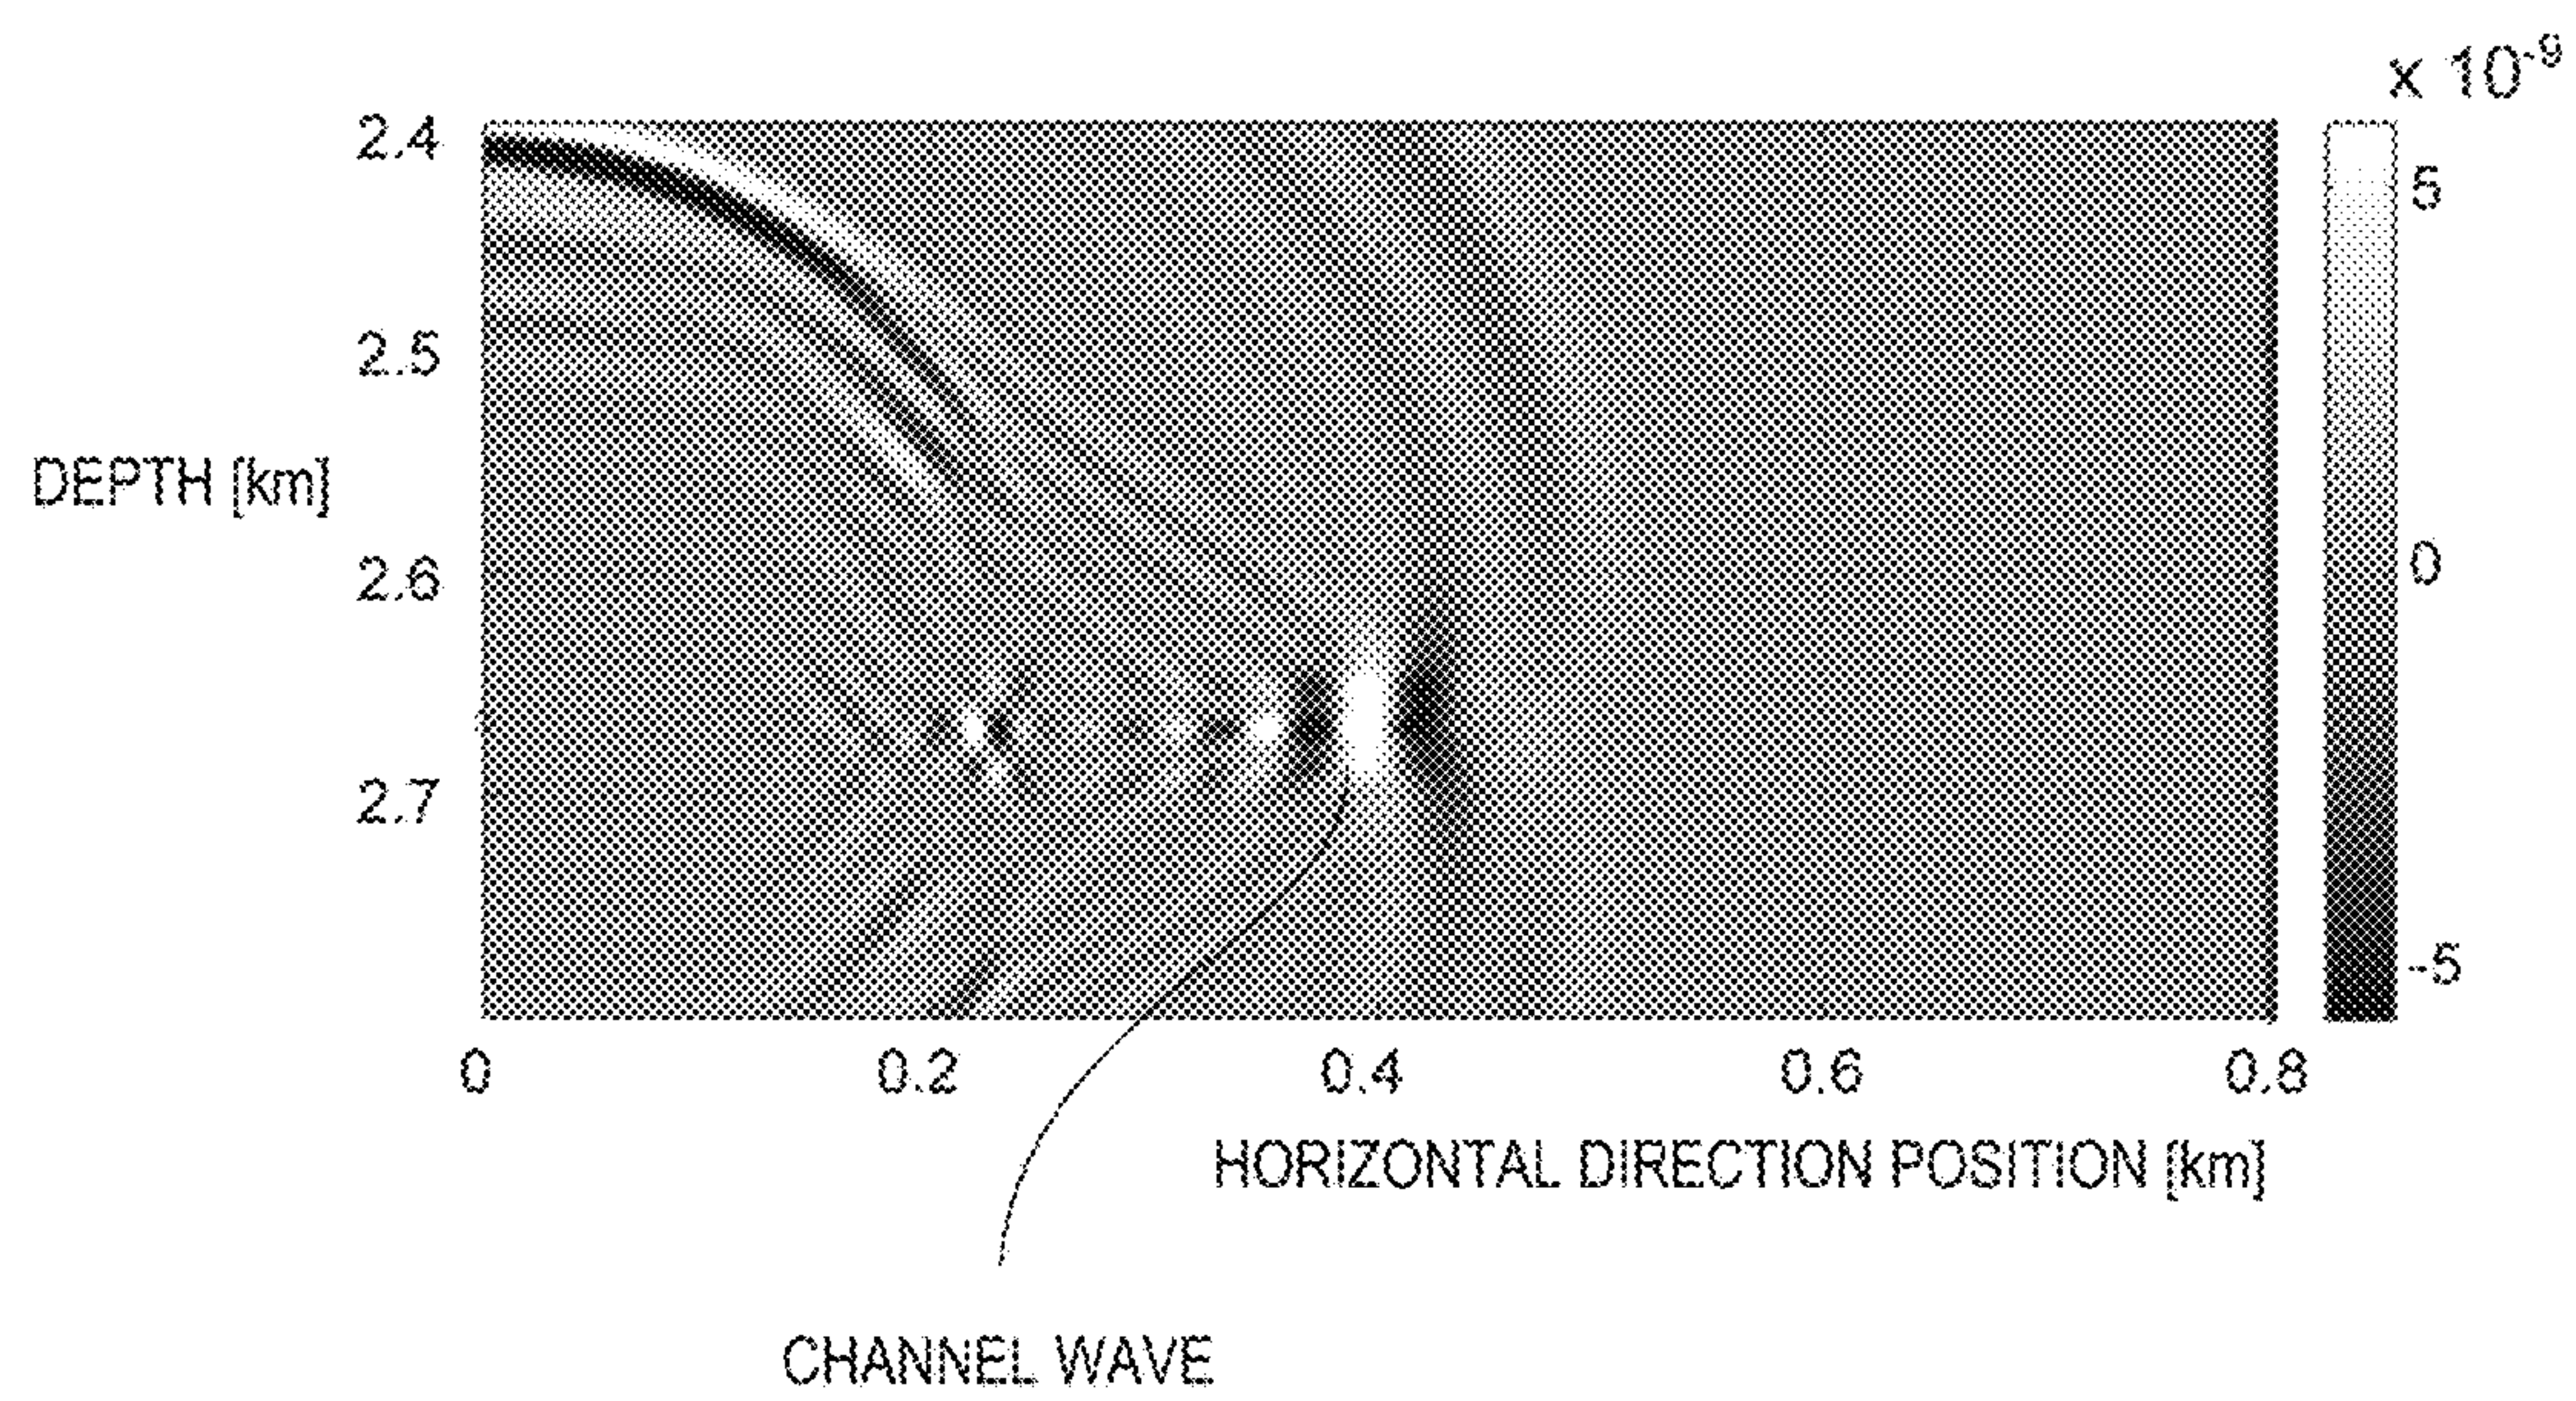 x 10-9
2.4
5
2.5
DEPTH [km]
0
2.6
2.7
-5
0 0.2 0.4 0.6 0.8
HORIZONTAL DIRECTION POSITION [km]
CHANNEL WAVE